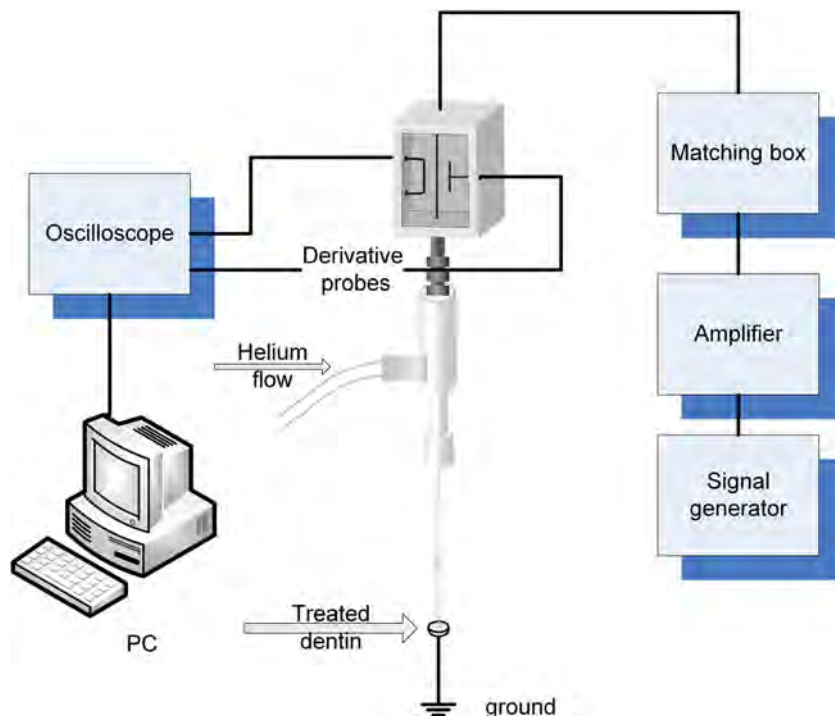 Matching box
Oscilloscope
Derivative
probes
Amplifier
Helium
flow
Signal
generator
Treated
dentin
PC
ground